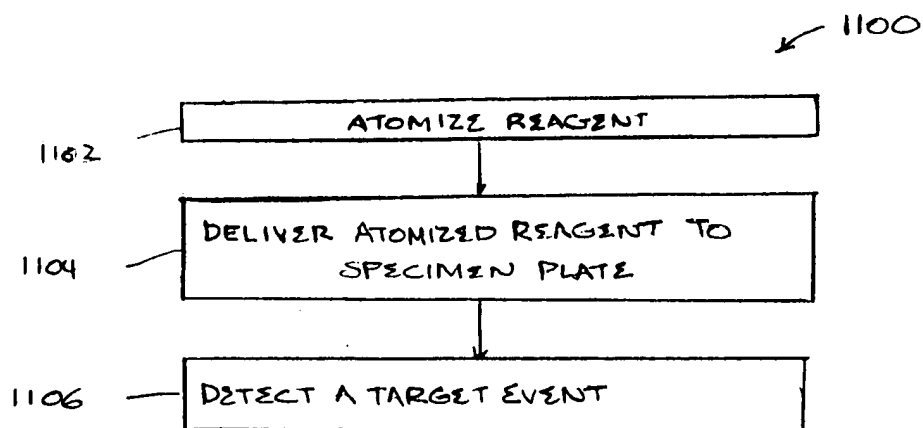 1100
ATOMIZE REAGENT
1102
DELIVER ATOMIZED REAGENT TO
SPECIMEN PLATE
1104
1106
DETECT A TARGET EVENT